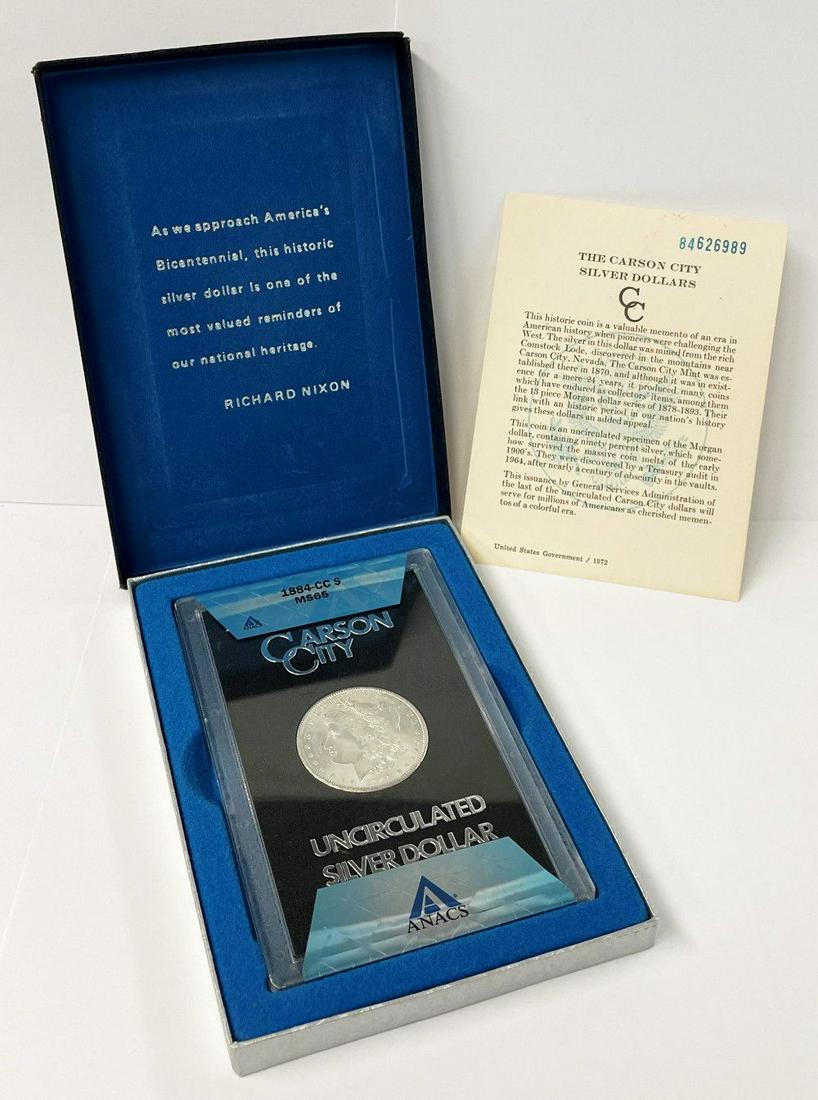 As we approach America's
Bicentennial, this historic
silver dollar is one of the
most valued reminders of
our national heritage.
RICHARD NIXON
84626989
THE CARSON CITY
SILVER DOLLARS
CC
This historic coin is a valuable memento of an era in
American history when pioneers were challenging the
West. The silver in this dollar was mined from the rich
Comstock Lode, discovered in the mountains near
Carson City, Nevada. The Carson City Mint was es-
tablished there in 1870, and although it was in exist-
ence for a mere 24 years, it produced many coins
which have endured as collectors' items, among them
the 13 piece Morgan dollar series of 1878-1893. Their
link with an historic period in our nation's history
gives these dollars an added appeal.
This coin is an uncirculated specimen of the Morgan
dollar, containing ninety percent silver, which some-
how survived the massive coin melts of the early
1900's. They were discovered by a Treasury audit in
1964, after nearly a century of obscurity in the vaults.
This issuance by General Services Administration of
the last of the uncirculated Carson City dollars will
serve for millions of Americans as cherished memen-
tos of a colorful era.
United States Government / 1972
1884-CC $
MS65
ANACS
CARSON
CITY
UNCIRCULATED
SILVER DOLLAR
ANACS